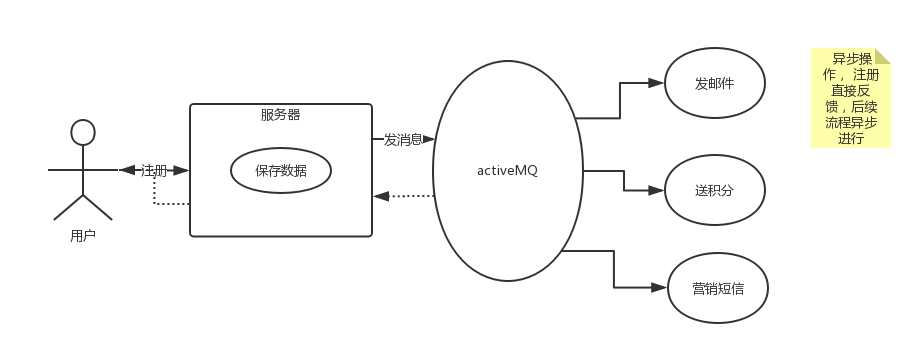 用户
注册
服务器
保存数据
发消息
activeMQ
发邮件
送积分
营销短信
异步操
作， 注册
直接反
馈，后续
流程异步
进行